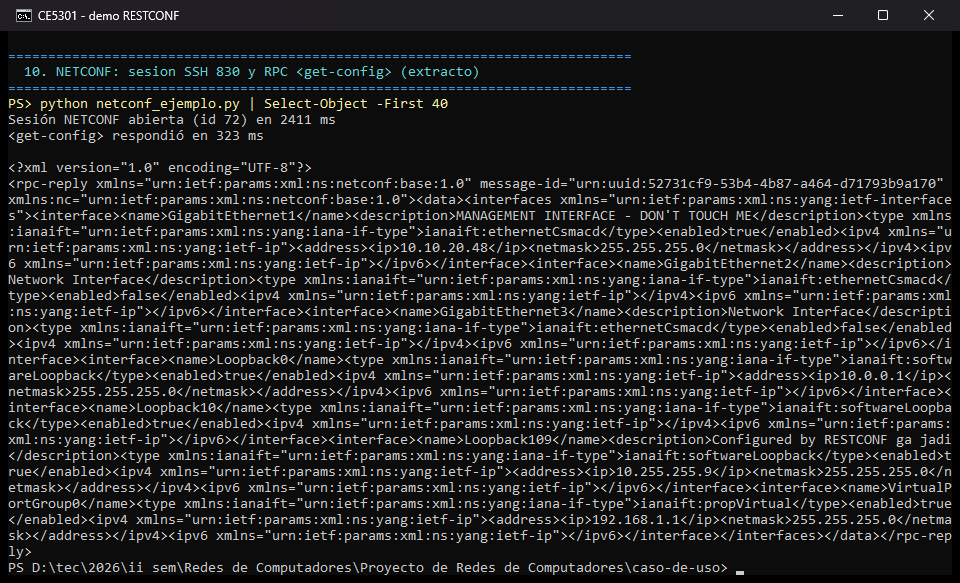 CE5301 - demo RESTCONF
==============================================================================
10. NETCONF: sesion SSH 830 y RPC <get-config> (extracto)
==============================================================================
PS> python netconf_ejemplo.py | Select-Object -First 40
Sesión NETCONF abierta (id 72) en 2411 ms
<get-config> respondió en 323 ms
<?xml version="1.0" encoding="UTF-8"?>
<rpc-reply xmlns="urn:ietf:params:xml:ns:netconf:base:1.0" message-id="urn:uuid:52731cf9-53b4-4b87-a464-d71793b9a170"
xmlns:nc="urn:ietf:params:xml:ns:netconf:base:1.0"><data><interfaces xmlns="urn:ietf:params:xml:ns:yang:ietf-interface
s"><interface><name>GigabitEthernet1</name><description>MANAGEMENT INTERFACE - DON'T TOUCH ME</description><type xmlns
:ianaift="urn:ietf:params:xml:ns:yang:iana-if-type">ianaift:ethernetCsmacd</type><enabled>true</enabled><ipv4 xmlns="u
rn:ietf:params:xml:ns:yang:ietf-ip"><address><ip>10.10.20.48</ip><netmask>255.255.255.0</netmask></address></ipv4><ipv
6 xmlns="urn:ietf:params:xml:ns:yang:ietf-ip"></ipv6></interface><interface><name>GigabitEthernet2</name><description>
Network Interface</description><type xmlns:ianaift="urn:ietf:params:xml:ns:yang:iana-if-type">ianaift:ethernetCsmacd</
type><enabled>false</enabled><ipv4 xmlns="urn:ietf:params:xml:ns:yang:ietf-ip"></ipv4><ipv6 xmlns="urn:ietf:params:xml
:ns:yang:ietf-ip"></ipv6></interface><interface><name>GigabitEthernet3</name><description>Network Interface</descripti
on><type xmlns:ianaift="urn:ietf:params:xml:ns:yang:iana-if-type">ianaift:ethernetCsmacd</type><enabled>false</enabled
><ipv4 xmlns="urn:ietf:params:xml:ns:yang:ietf-ip"></ipv4><ipv6 xmlns="urn:ietf:params:xml:ns:yang:ietf-ip"></ipv6></i
nterface><interface><name>Loopback0</name><type xmlns:ianaift="urn:ietf:params:xml:ns:yang:iana-if-type">ianaift:softw
areLoopback</type><enabled>true</enabled><ipv4 xmlns="urn:ietf:params:xml:ns:yang:ietf-ip"><address><ip>10.0.0.1</ip><
netmask>255.255.255.0</netmask></address></ipv4><ipv6 xmlns="urn:ietf:params:xml:ns:yang:ietf-ip"></ipv6></interface><
interface><name>Loopback10</name><type xmlns:ianaift="urn:ietf:params:xml:ns:yang:iana-if-type">ianaift:softwareLoopba
ck</type><enabled>true</enabled><ipv4 xmlns="urn:ietf:params:xml:ns:yang:ietf-ip"></ipv4><ipv6 xmlns="urn:ietf:params:
xml:ns:yang:ietf-ip"></ipv6></interface><interface><name>Loopback109</name><description>Configured by RESTCONF ga jadi
</description><type xmlns:ianaift="urn:ietf:params:xml:ns:yang:iana-if-type">ianaift:softwareLoopback</type><enabled>t
rue</enabled><ipv4 xmlns="urn:ietf:params:xml:ns:yang:ietf-ip"><address><ip>10.255.255.9</ip><netmask>255.255.255.0</n
etmask></address></ipv4><ipv6 xmlns="urn:ietf:params:xml:ns:yang:ietf-ip"></ipv6></interface><interface><name>VirtualP
ortGroup0</name><type xmlns:ianaift="urn:ietf:params:xml:ns:yang:iana-if-type">ianaift:propVirtual</type><enabled>true
</enabled><ipv4 xmlns="urn:ietf:params:xml:ns:yang:ietf-ip"><address><ip>192.168.1.1</ip><netmask>255.255.255.0</netma
sk></address></ipv4><ipv6 xmlns="urn:ietf:params:xml:ns:yang:ietf-ip"></ipv6></interface></interfaces></data></rpc-rep
ly>
PS D:\tec\2026\ii sem\Redes de Computadores\Proyecto de Redes de Computadores\caso-de-uso>